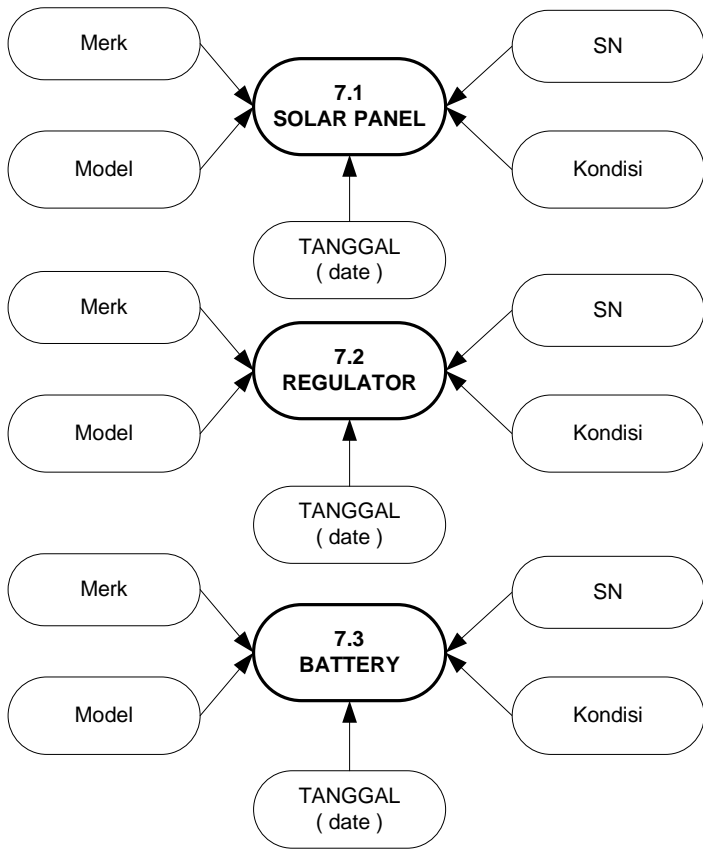 Merk
SN
7.1
SOLAR PANEL
Model
Kondisi
TANGGAL
( date )
Merk
SN
7.2
REGULATOR
Model
Kondisi
TANGGAL
( date )
Merk
SN
7.3
BATTERY
Model
Kondisi
TANGGAL
( date )